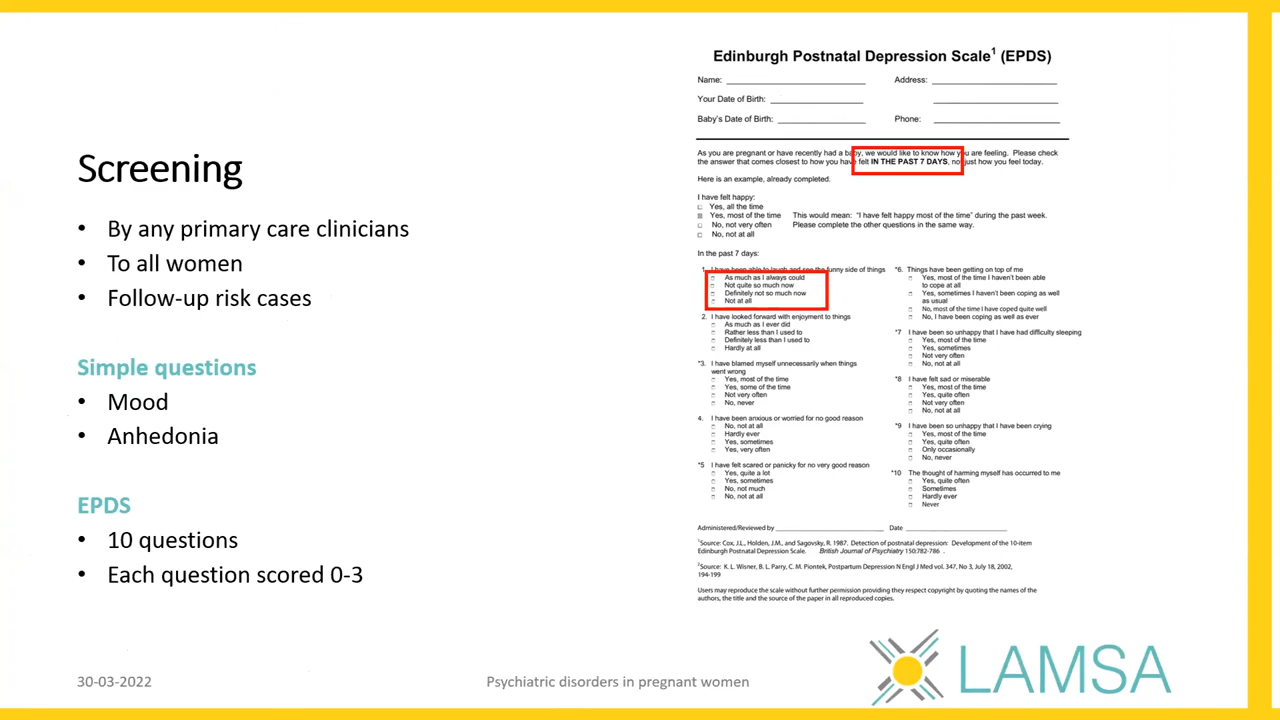 Screening
• By any primary care clinicians
• To all women
• Follow-up risk cases
Simple questions
• Mood
• Anhedonia
EPDS
• 10 questions
• Each question scored 0-3
Edinburgh Postnatal Depression Scale1 (EPDS)
Name: Address:
Your Date of Birth:
Baby's Date of Birth: Phone:
As you are pregnant or have recently had a baby, we would like to know how you are feeling. Please check
the answer that comes closest to how you have felt IN THE PAST 7 DAYS, not just how you feel today.
Here is an example, already completed.
I have felt happy:
Yes, all the time
Yes, most of the time This would mean: "I have felt happy most of the time" during the past week.
No, not very often Please complete the other questions in the same way.
No, not at all
In the past 7 days:
1. I have been able to laugh and see the funny side of things
As much as I always could
Not quite so much now
Definitely not so much now
Not at all
2. I have looked forward with enjoyment to things
As much as I ever did
Rather less than I used to
Definitely less than I used to
Hardly at all
*3. I have blamed myself unnecessarily when things
went wrong
Yes, most of the time
Yes, some of the time
Not very often
No, never
4. I have been anxious or worried for no good reason
No, not at all
Hardly ever
Yes, sometimes
Yes, very often
*5 I have felt scared or panicky for no very good reason
Yes, quite a lot
Yes, sometimes
No, not much
No, not at all
*6. Things have been getting on top of me
Yes, most of the time I haven't been able
to cope at all
Yes, sometimes I haven't been coping as well
as usual
No, most of the time I have coped quite well
No, I have been coping as well as ever
*7 I have been so unhappy that I have had difficulty sleeping
Yes, most of the time
Yes, sometimes
Not very often
No, not at all
*8 I have felt sad or miserable
Yes, most of the time
Yes, quite often
Not very often
No, not at all
*9 I have been so unhappy that I have been crying
Yes, most of the time
Yes, quite often
Only occasionally
No, never
*10 The thought of harming myself has occurred to me
Yes, quite often
Sometimes
Hardly ever
Never
Administered/Reviewed by Date
1Source: Cox, J.L., Holden, J.M., and Sagovsky, R. 1987. Detection of postnatal depression: Development of the 10-item
Edinburgh Postnatal Depression Scale. British Journal of Psychiatry 150:782-786 .
2Source: K. L. Wisner, B. L. Parry, C. M. Piontek, Postpartum Depression N Engl J Med vol. 347, No 3, July 18, 2002,
194-199
Users may reproduce the scale without further permission providing they respect copyright by quoting the names of the
authors, the title and the source of the paper in all reproduced copies.
30-03-2022
Psychiatric disorders in pregnant women
LAMSA